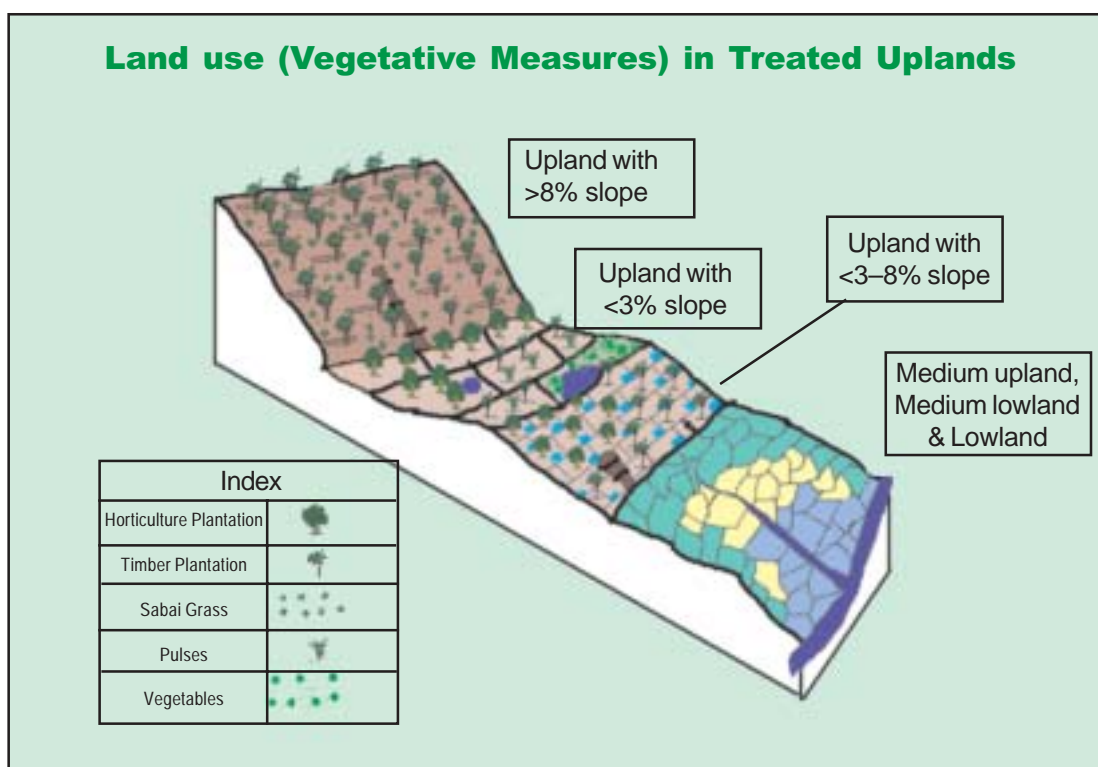 Land use (Vegetative Measures) in Treated Uplands
Upland with
>8% slope
Upland with
<3% slope
Upland with
<3–8% slope
Medium upland,
Medium lowland
& Lowland
Index
Horticulture Plantation
Timber Plantation
Sabai Grass
Pulses
Vegetables